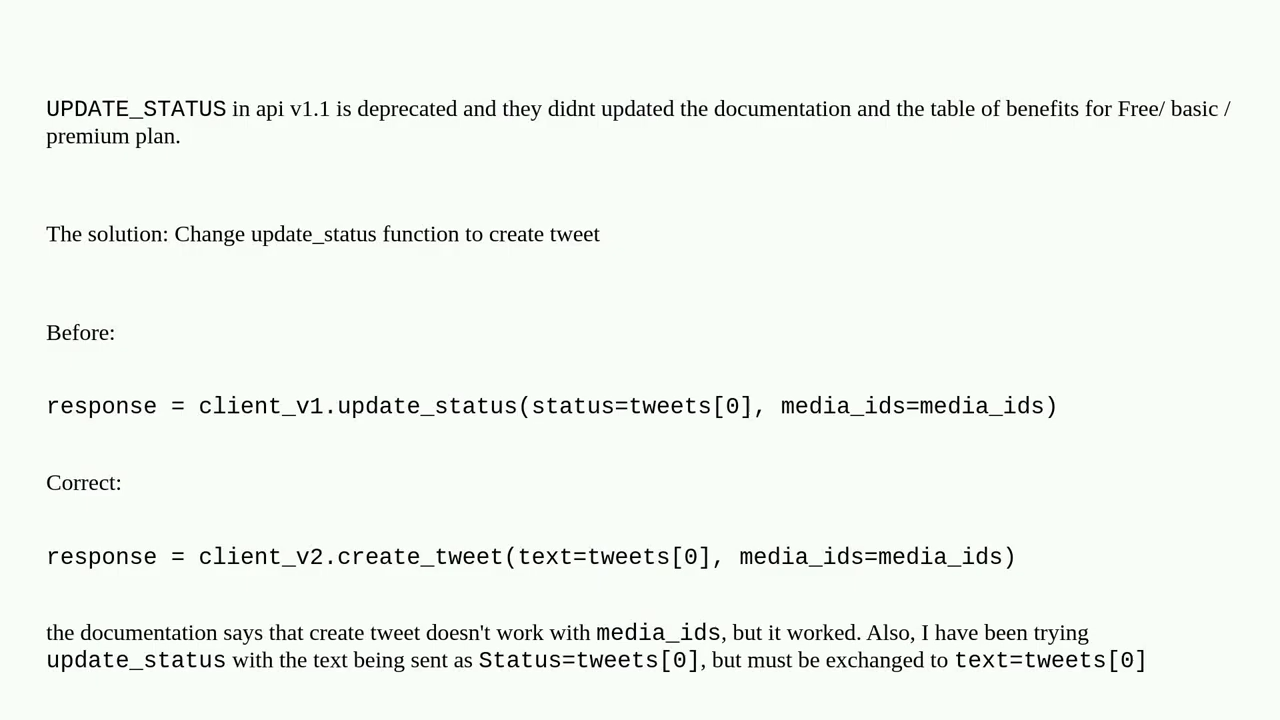 UPDATE_STATUS in api v1.1 is deprecated and they didnt updated the documentation and the table of benefits for Free/ basic /
premium plan.
The solution: Change update_status function to create tweet
Before:
response = client_v1.update_status(status=tweets[0], media_ids=media_ids)
Correct:
response = client_v2.create_tweet(text=tweets[0], media_ids=media_ids)
the documentation says that create tweet doesn't work with media_ids, but it worked. Also, I have been trying
update_status with the text being sent as Status=tweets[0], but must be exchanged to text=tweets[0]